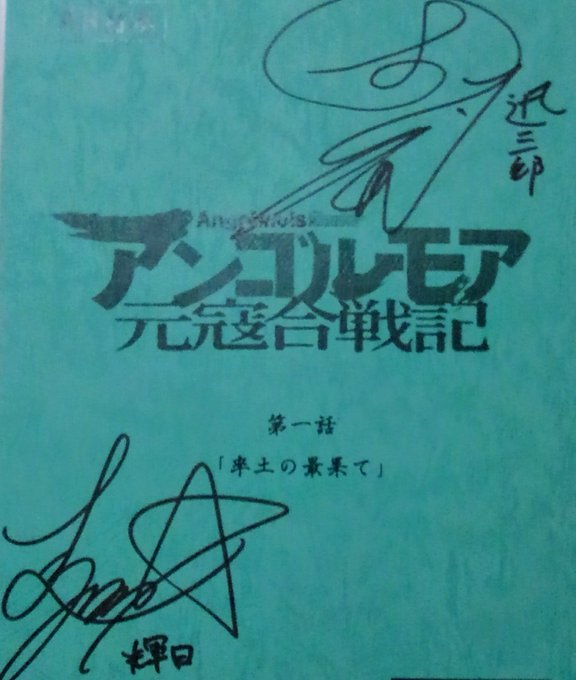 迅三郎
Angolmois
アンゴルモア
元寇合戦記
第一話
「率土の最果て」
輝日